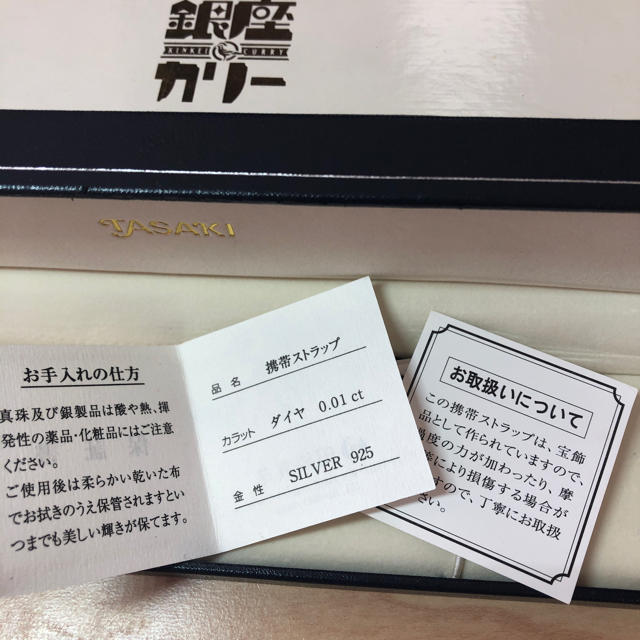 銀座
カリー
TASAKI
お手入れの仕方
真珠及び銀製品は酸や熱、揮
発性の薬品・化粧品にはご注意
ください。
ご使用後は柔らかい乾いた布
でお拭きのうえ保管されますとい
つまでも美しい輝きが保てます。
品名 携帯ストラップ
カラット ダイヤ 0.01 ct
金性 SILVER 925
お取扱いについて
この携帯ストラップは、宝飾
品として作られていますので、
度の力が加わったり、摩
により損傷する場合が
すので、丁寧にお取扱
さい。